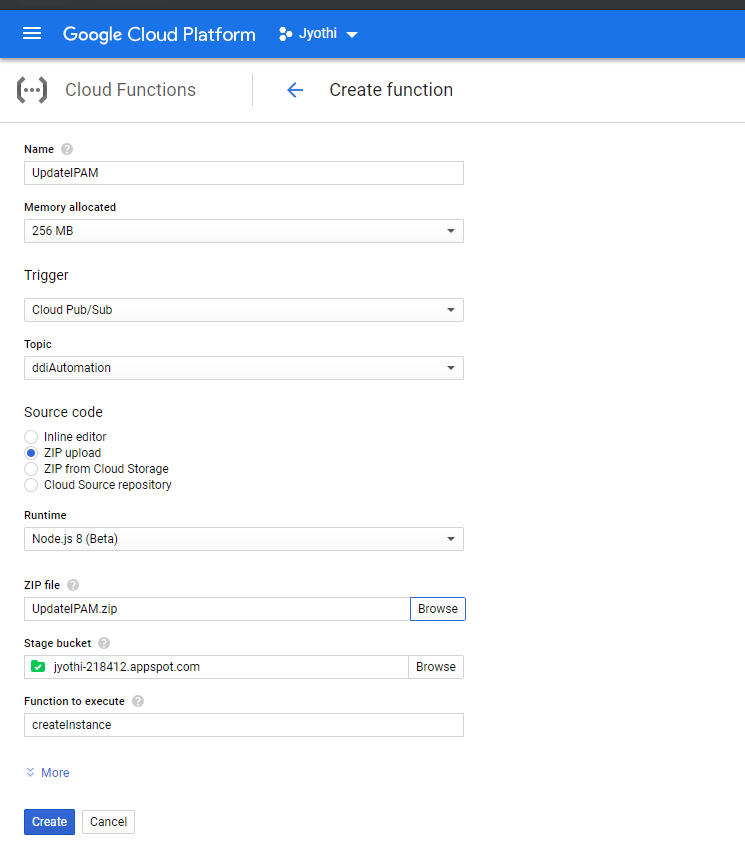 Google Cloud Platform Jyothi
Cloud Functions Create function
Name
UpdateIPAM
Memory allocated
256 MB
Trigger
Cloud Pub/Sub
Topic
ddiAutomation
Source code
Inline editor
ZIP upload
ZIP from Cloud Storage
Cloud Source repository
Runtime
Node.js 8 (Beta)
ZIP file
UpdateIPAM.zip Browse
Stage bucket
jyothi-218412.appspot.com Browse
Function to execute
createInstance
More
Create Cancel